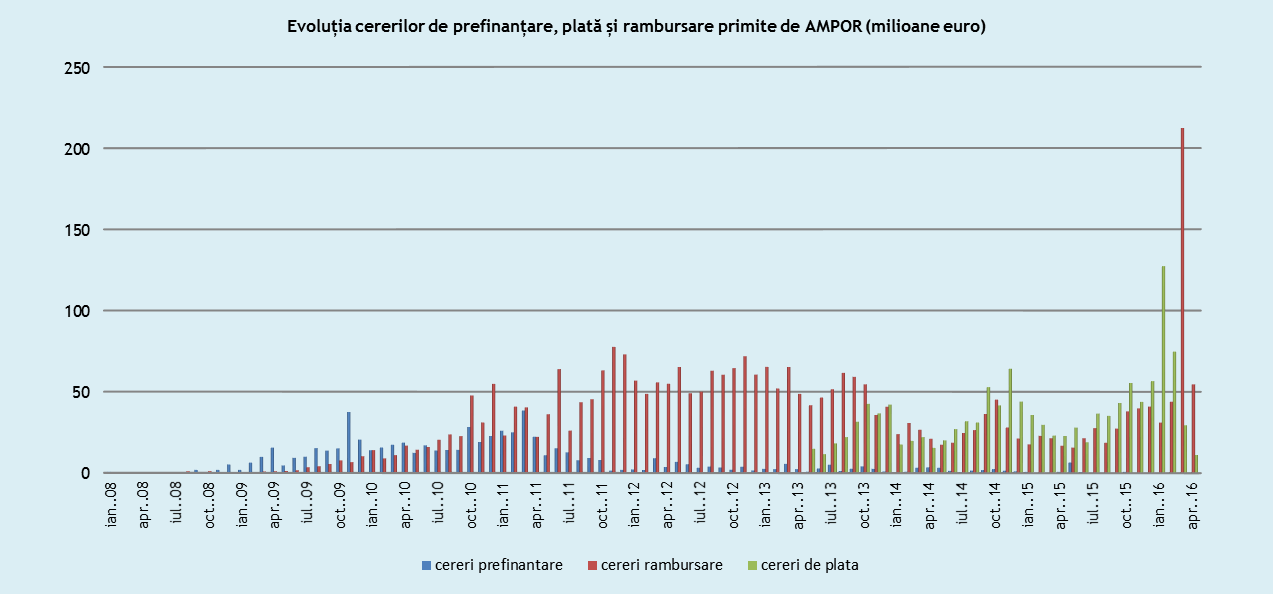 Evoluția cererilor de prefinanțare, plată și rambursare primite de AMPOR (milioane euro)
250
200
150
100
50
0
ian..08
apr..08
iul..08
oct..08
ian..09
apr..09
iul..09
oct..09
ian..10
apr..10
iul..10
oct..10
ian..11
apr..11
iul..11
oct..11
ian..12
apr..12
iul..12
oct..12
ian..13
apr..13
iul..13
oct..13
ian..14
apr..14
iul..14
oct..14
ian..15
apr..15
iul..15
oct..15
ian..16
apr..16
cereri prefinantare
cereri rambursare
cereri de plata